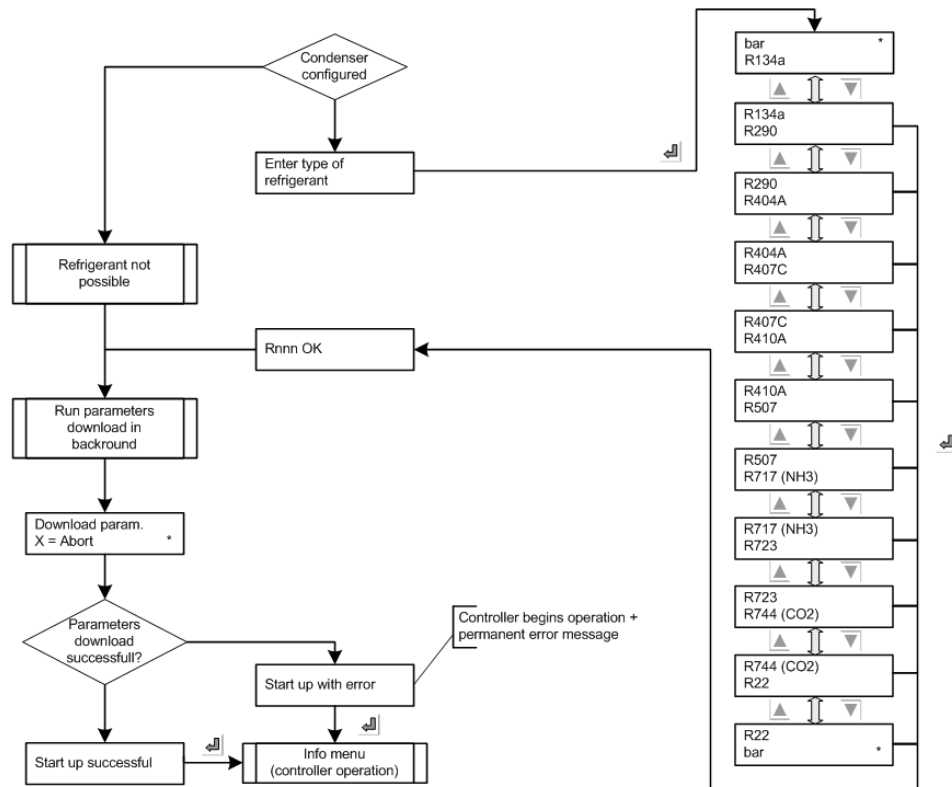 Condenser
configured
Enter type of
refrigerant
Refrigerant not
possible
Rnnn OK
Run parameters
download in
backround
Download param.
X = Abort *
Parameters
download
successfull?
Controller begins operation +
permanent error message
Start up with error
Start up successful
Info menu
(controller operation)
bar *
R134a
R134a
R290
R290
R404A
R404A
R407C
R407C
R410A
R410A
R507
R507
R717 (NH3)
R717 (NH3)
R723
R723
R744 (CO2)
R744 (CO2)
R22
R22
bar *